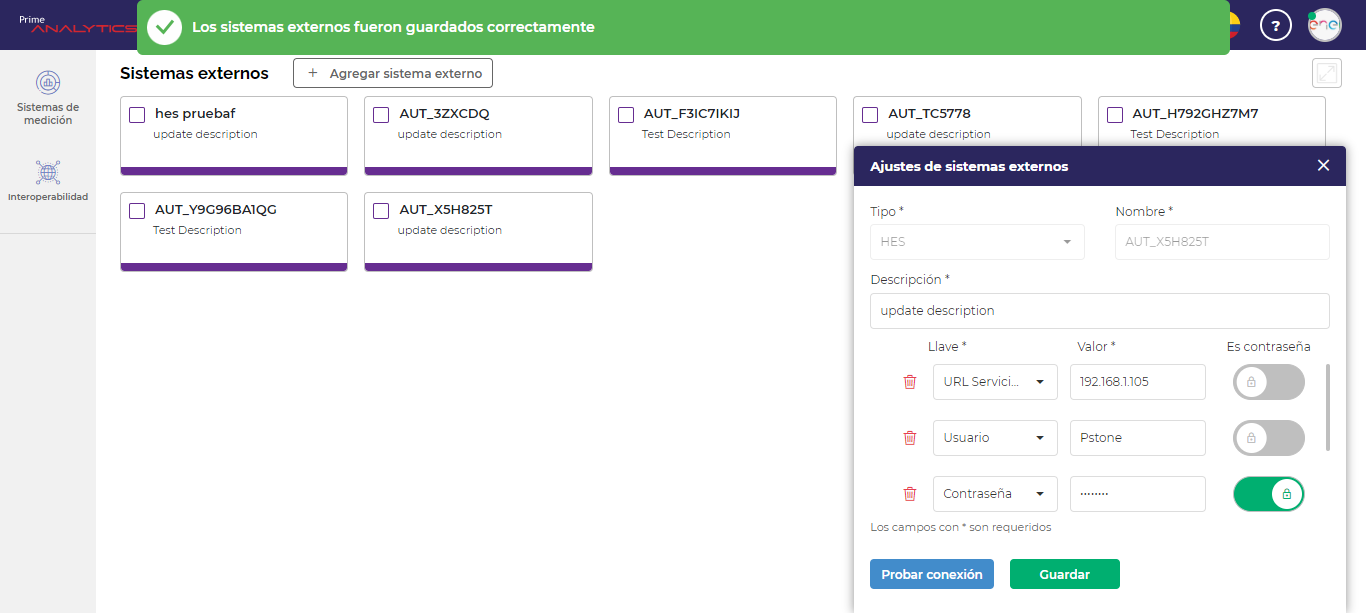 Prime
ANALYTICS
Los sistemas externos fueron guardados correctamente
?
ene
Sistemas de
medición
Interoperabilidad
Sistemas externos
+ Agregar sistema externo
hes pruebaf
update description
AUT_3ZXCDQ
update description
AUT_F3IC7IKIJ
Test Description
AUT_TC5778
update description
AUT_H792GHZ7M7
Test Description
AUT_Y9G96BA1QG
Test Description
AUT_X5H825T
update description
Ajustes de sistemas externos
Tipo *
Nombre *
HES
AUT_X5H825T
Descripción *
update description
Llave *
Valor *
Es contraseña
URL Servici...
192.168.1.105
Usuario
Pstone
Contraseña
········
Los campos con * son requeridos
Probar conexión
Guardar